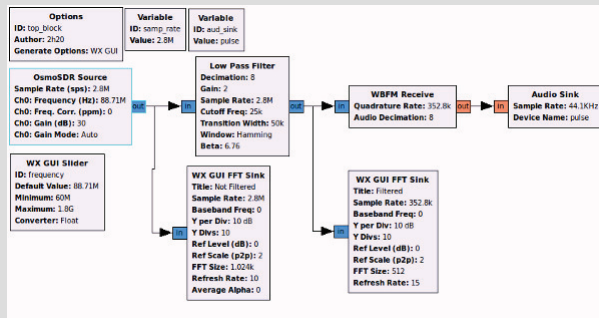 Options
ID: top_block
Author: 2h20
Generate Options: WX GUI
Variable
ID: samp_rate
Value: 2.8M
Variable
ID: aud_sink
Value: pulse
OsmoSDR Source
Sample Rate (sps): 2.8M
Ch0: Frequency (Hz): 88.71M
Ch0: Freq. Corr. (ppm): 0
Ch0: Gain (dB): 30
Ch0: Gain Mode: Auto
out
in
Low Pass Filter
Decimation: 8
Gain: 2
Sample Rate: 2.8M
Cutoff Freq: 25k
Transition Width: 50k
Window: Hamming
Beta: 6.76
out
in
WBFM Receive
Quadrature Rate: 352.8k
Audio Decimation: 8
out
in
Audio Sink
Sample Rate: 44.1KHz
Device Name: pulse
WX GUI Slider
ID: frequency
Default Value: 88.71M
Minimum: 60M
Maximum: 1.8G
Converter: Float
in
WX GUI FFT Sink
Title: Not Filtered
Sample Rate: 2.8M
Baseband Freq: 0
Y per Div: 10 dB
Y Divs: 10
Ref Level (dB): 0
Ref Scale (p2p): 2
FFT Size: 1.024k
Refresh Rate: 10
Average Alpha: 0
in
WX GUI FFT Sink
Title: Filtered
Sample Rate: 352.8k
Baseband Freq: 0
Y per Div: 10 dB
Y Divs: 10
Ref Level (dB): 0
Ref Scale (p2p): 2
FFT Size: 512
Refresh Rate: 15